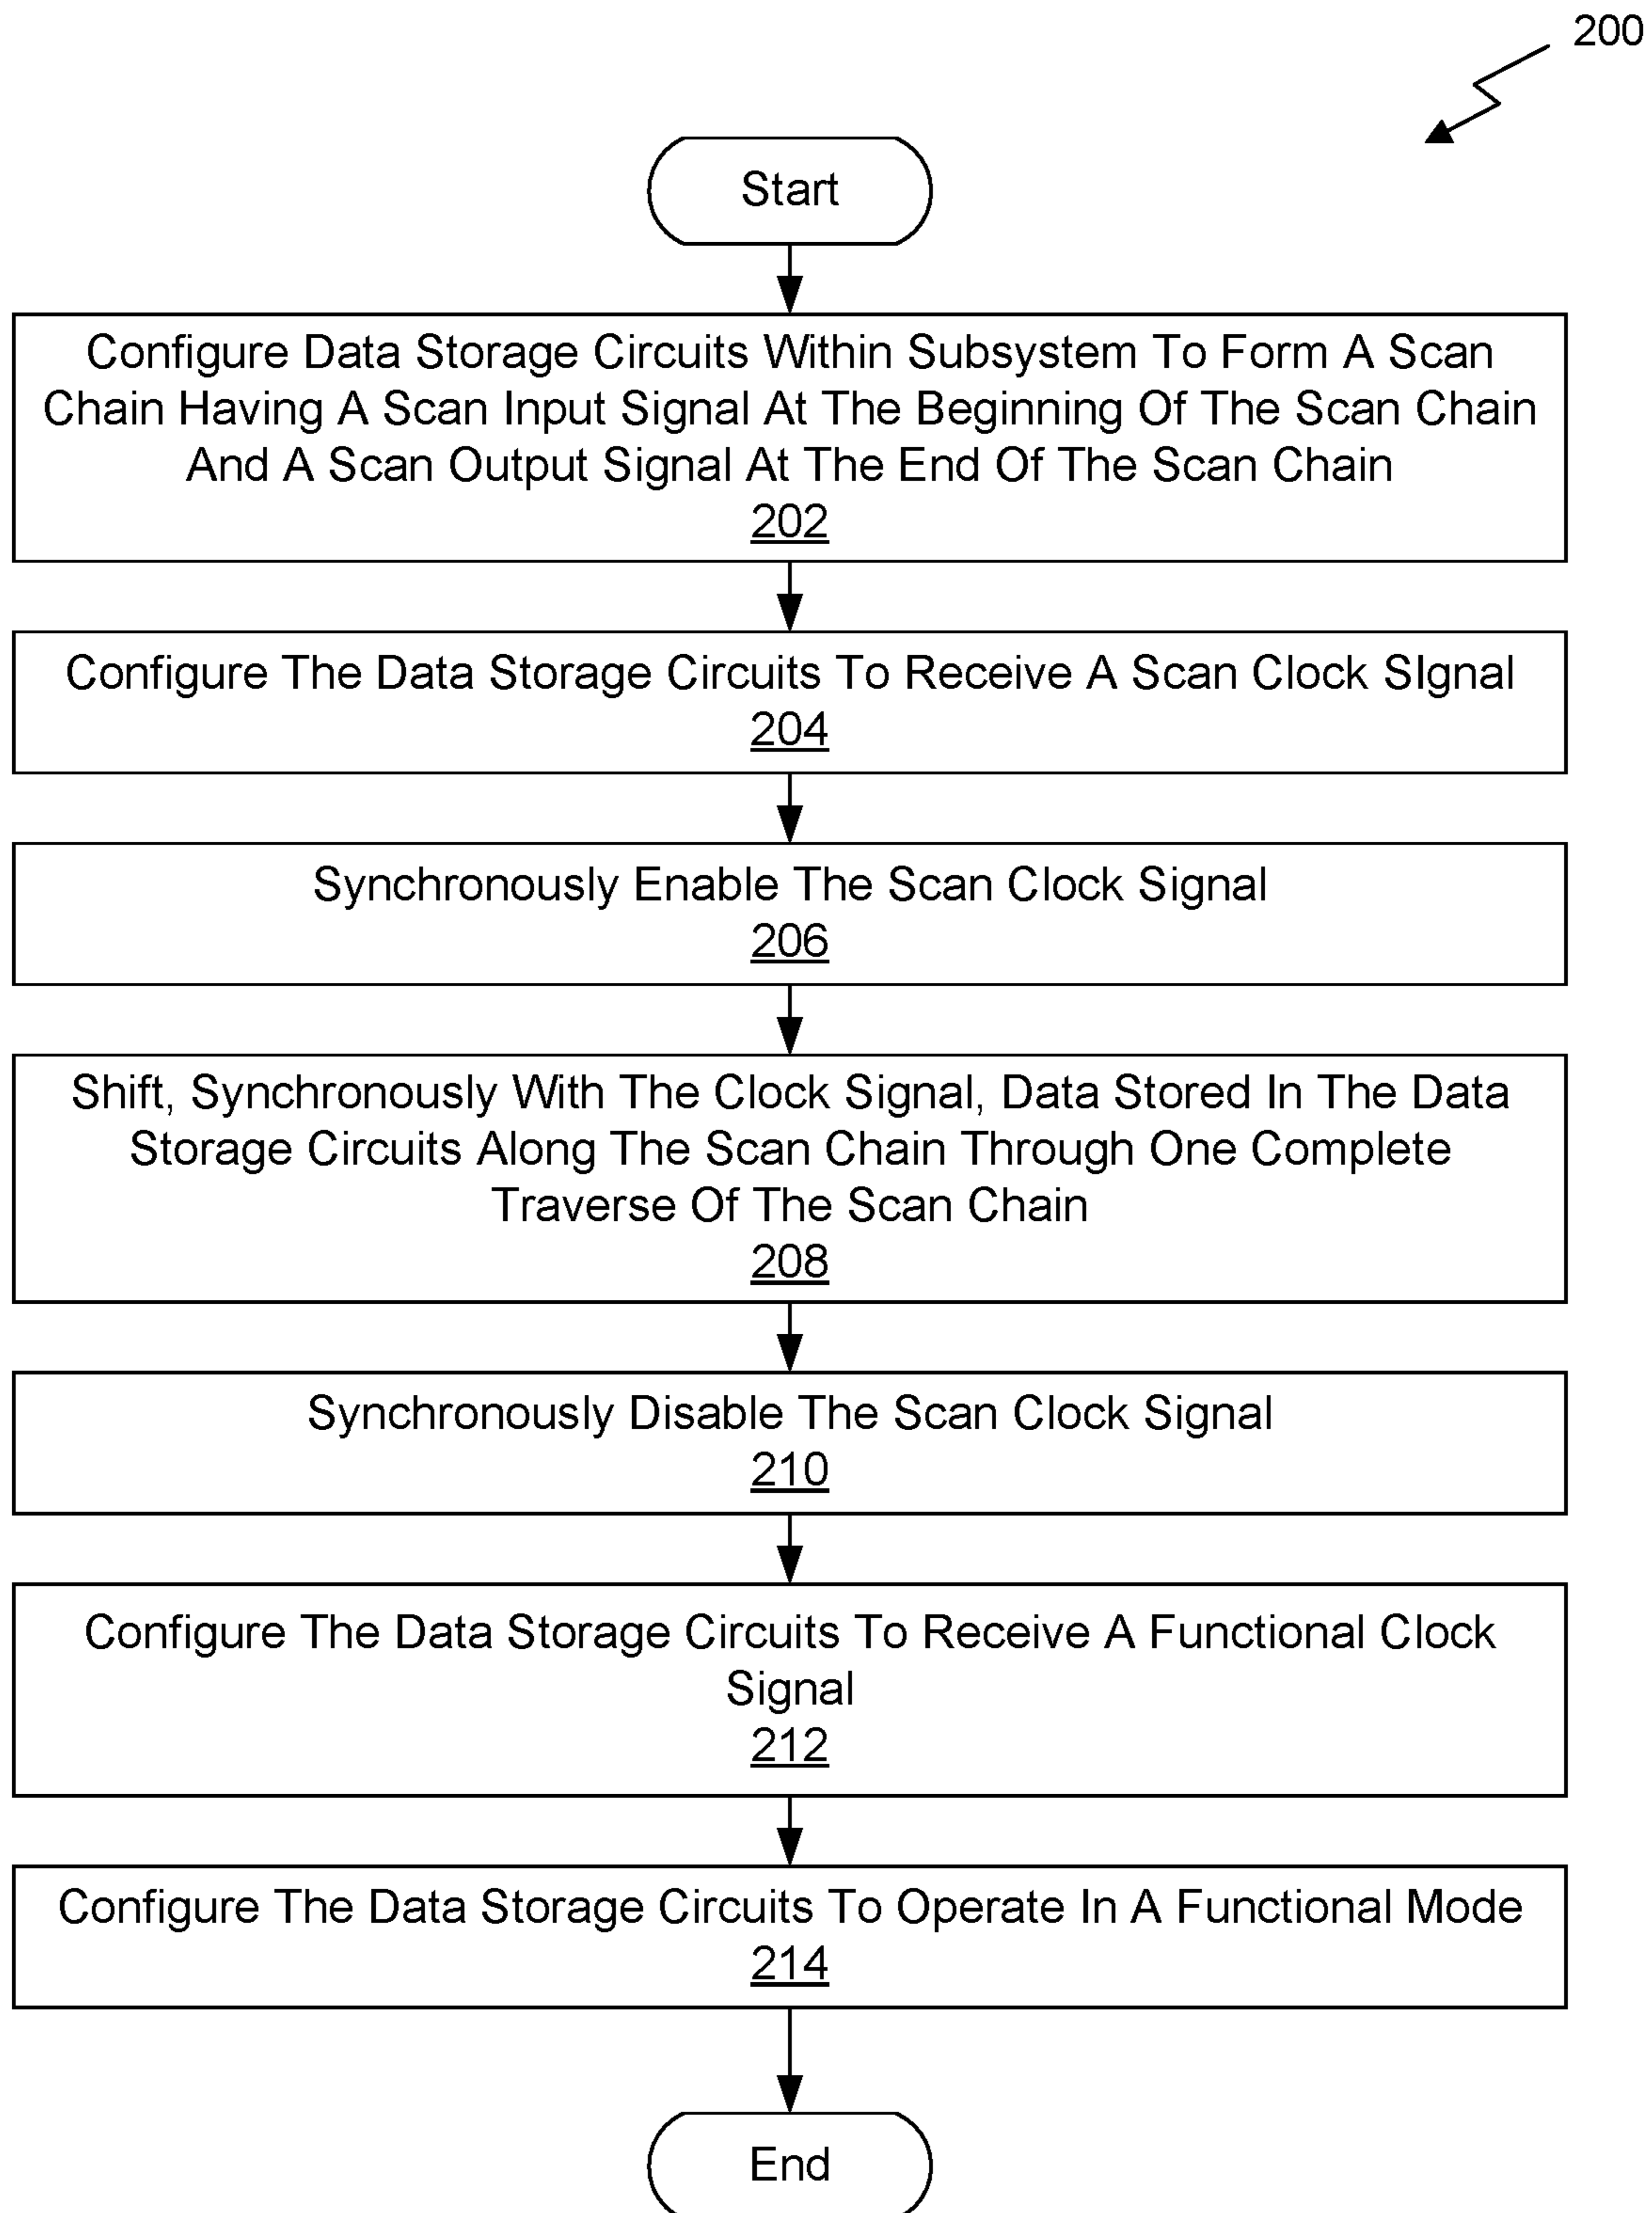 200
Start
Configure Data Storage Circuits Within Subsystem To Form A Scan
Chain Having A Scan Input Signal At The Beginning Of The Scan Chain
And A Scan Output Signal At The End Of The Scan Chain
202
Configure The Data Storage Circuits To Receive A Scan Clock SIgnal
204
Synchronously Enable The Scan Clock Signal
206
Shift, Synchronously With The Clock Signal, Data Stored In The Data
Storage Circuits Along The Scan Chain Through One Complete
Traverse Of The Scan Chain
208
Synchronously Disable The Scan Clock Signal
210
Configure The Data Storage Circuits To Receive A Functional Clock
Signal
212
Configure The Data Storage Circuits To Operate In A Functional Mode
214
End